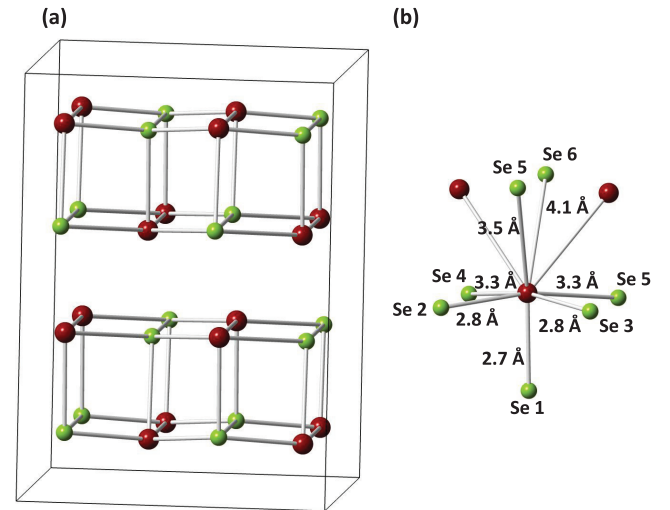 (a)
(b)
Se 5
Se 6
4.1 Å
3.5 Å
Se 4
3.3 Å
3.3 Å
Se 5
Se 2
2.8 Å
2.8 Å
Se 3
2.7 Å
Se 1